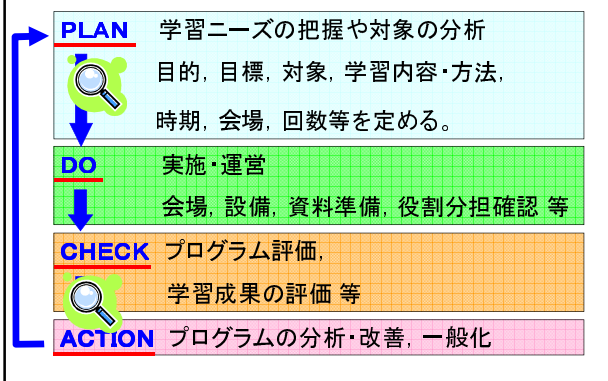 PLAN 学習ニーズの把握や対象の分析
目的，目標，対象，学習内容・方法，
時期，会場，回数等を定める。
DO 実施・運営
会場，設備，資料準備，役割分担確認 等
CHECK プログラム評価，
学習成果の評価 等
ACTION プログラムの分析・改善，一般化